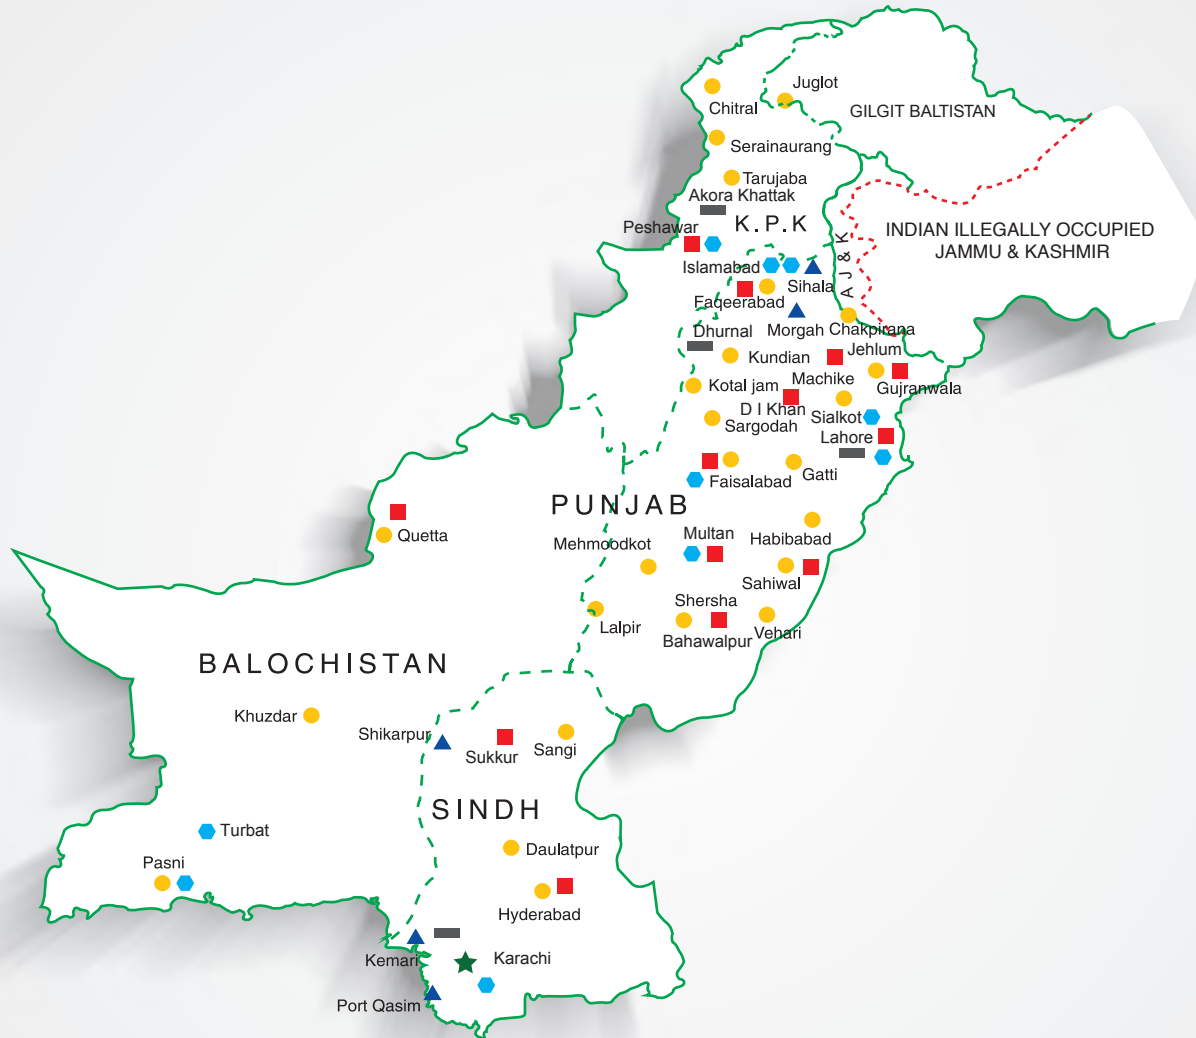 Juglot
Chitral
GILGIT BALTISTAN
Serainaurang
Tarujaba
Akora Khattak
K.P.K
Peshawar
INDIAN ILLEGALLY OCCUPIED
JAMMU & KASHMIR
A J & K
Islamabad
Sihala
Faqeerabad
Dhurnal
Morgah
Chakpirana
Jehlum
Kundian
Machike
Gujranwala
Kotal jam
D I Khan
Sialkot
Sargodah
Lahore
Faisalabad
Gatti
PUNJAB
Quetta
Mehmoodkot
Multan
Habibabad
Sahiwal
Shersha
Lalpir
Bahawalpur
Vehari
BALOCHISTAN
Khuzdar
Shikarpur
Sukkur
Sangi
SINDH
Turbat
Daulatpur
Pasni
Hyderabad
Kemari
Karachi
Port Qasim